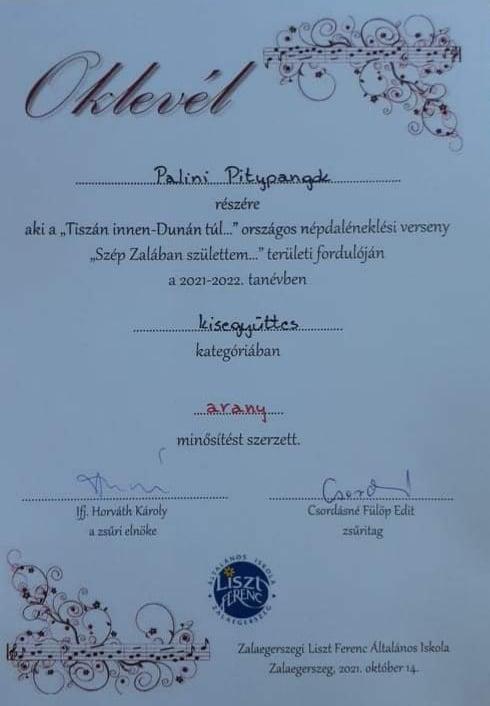 Oklevél
Palini Pitypangok
részére
aki a „Tiszán innen-Dunán túl...” országos népdaléneklési verseny
„Szép Zalában születtem...” területi fordulóján
a 2021-2022. tanévben
kisegyüttes
kategóriában
arany
minősítést szerzett.
Ifj. Horváth Károly
a zsűri elnöke
Csordásné Fülöp Edit
zsűritag
ÁLTALÁNOS ISKOLA
LISZT
FERENC
ZALAEGERSZEG
Zalaegerszegi Liszt Ferenc Általános Iskola
Zalaegerszeg, 2021. október 14.